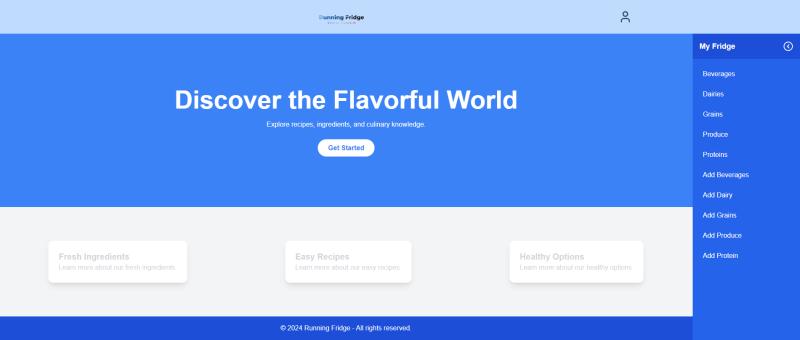 Running Fridge
My Fridge
Discover the Flavorful World
Explore recipes, ingredients, and culinary knowledge.
Get Started
Beverages
Dairies
Grains
Produce
Proteins
Add Beverages
Add Dairy
Add Grains
Add Produce
Add Protein
Fresh Ingredients
Learn more about our fresh ingredients.
Easy Recipes
Learn more about our easy recipes.
Healthy Options
Learn more about our healthy options.
© 2024 Running Fridge - All rights reserved.